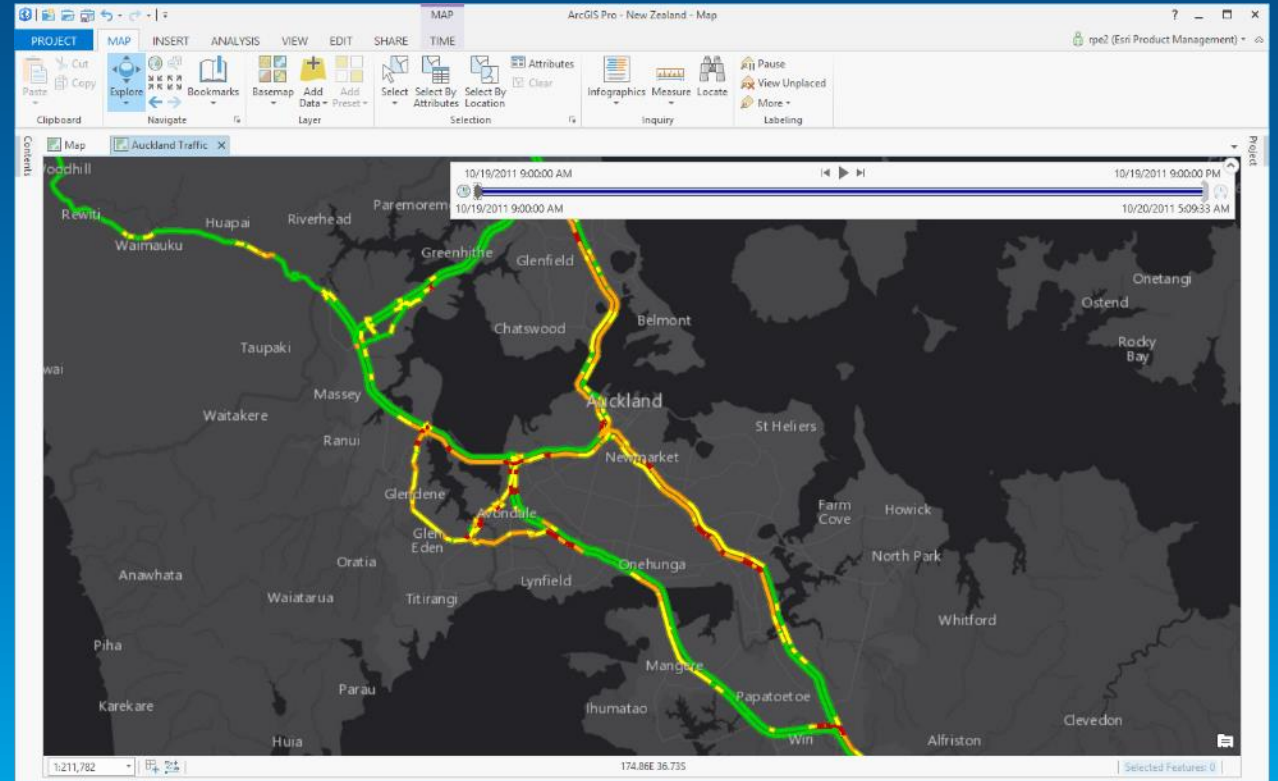 MAP
ArcGIS Pro - New Zealand - Map
PROJECT MAP INSERT ANALYSIS VIEW EDIT SHARE TIME
rpe2 (Esri Product Management)
Paste
Cut
Copy
Clipboard
Explore
Bookmarks
Navigate
Basemap
Add Data
Add Preset
Layer
Select
Select By Attributes
Select By Location
Attributes
Clear
Selection
Infographics
Measure
Locate
Inquiry
Pause
View Unplaced
More
Labeling
Contents
Map
Auckland Traffic
Project
10/19/2011 9:00:00 AM
10/19/2011 9:00:00 PM
10/19/2011 9:00:00 AM
10/20/2011 5:09:33 AM
Rewiti
Waimauku
Huapai
Riverhead
Greenhithe
Glenfield
Onetangi
Ostend
Chatswood
Belmont
Rocky
Bay
Taupaki
Massey
Auckland
Waitakere
St Heliers
Ranui
Newmarket
Glendene
Avondale
Farm
Cove
Howick
Glen
Eden
North Park
Oratia
Onehunga
Anawhata
Lynfield
Waiatarua
Titirangi
Whitford
Piha
Mangere
Parau
Papatoetoe
Karekare
Ihumatao
Clevedon
Huia
Wiri
Alfriston
1:211,782
174.86E 36.73S
Selected Features: 0